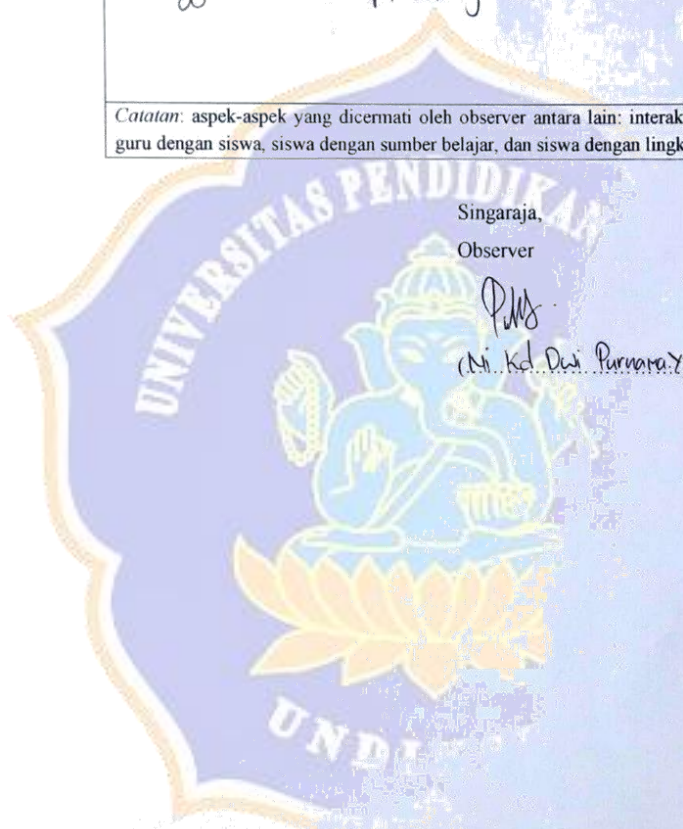 Catatan: aspek-aspek yang dicermati oleh observer antara lain: interak
guru dengan siswa, siswa dengan sumber belajar, dan siswa dengan lingk
UNIVERSITAS PENDIDIKAN
Singaraja,
Observer
(Ni Kd Dwi Purnama.Y
UNDI